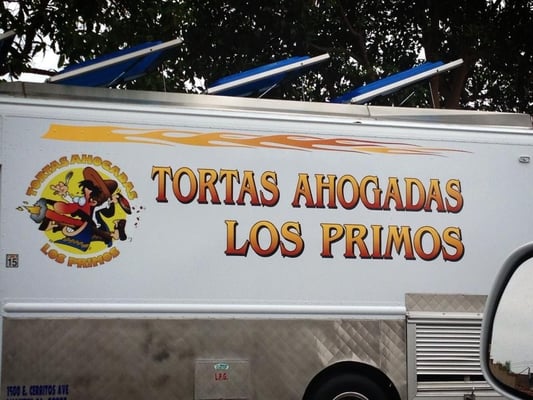 TORTAS AHOGADAS
LOS PRIMOS
TORTAS AHOGADAS
LOS PRIMOS
15
L.P.G.
1500 E. CERRITOS AVE